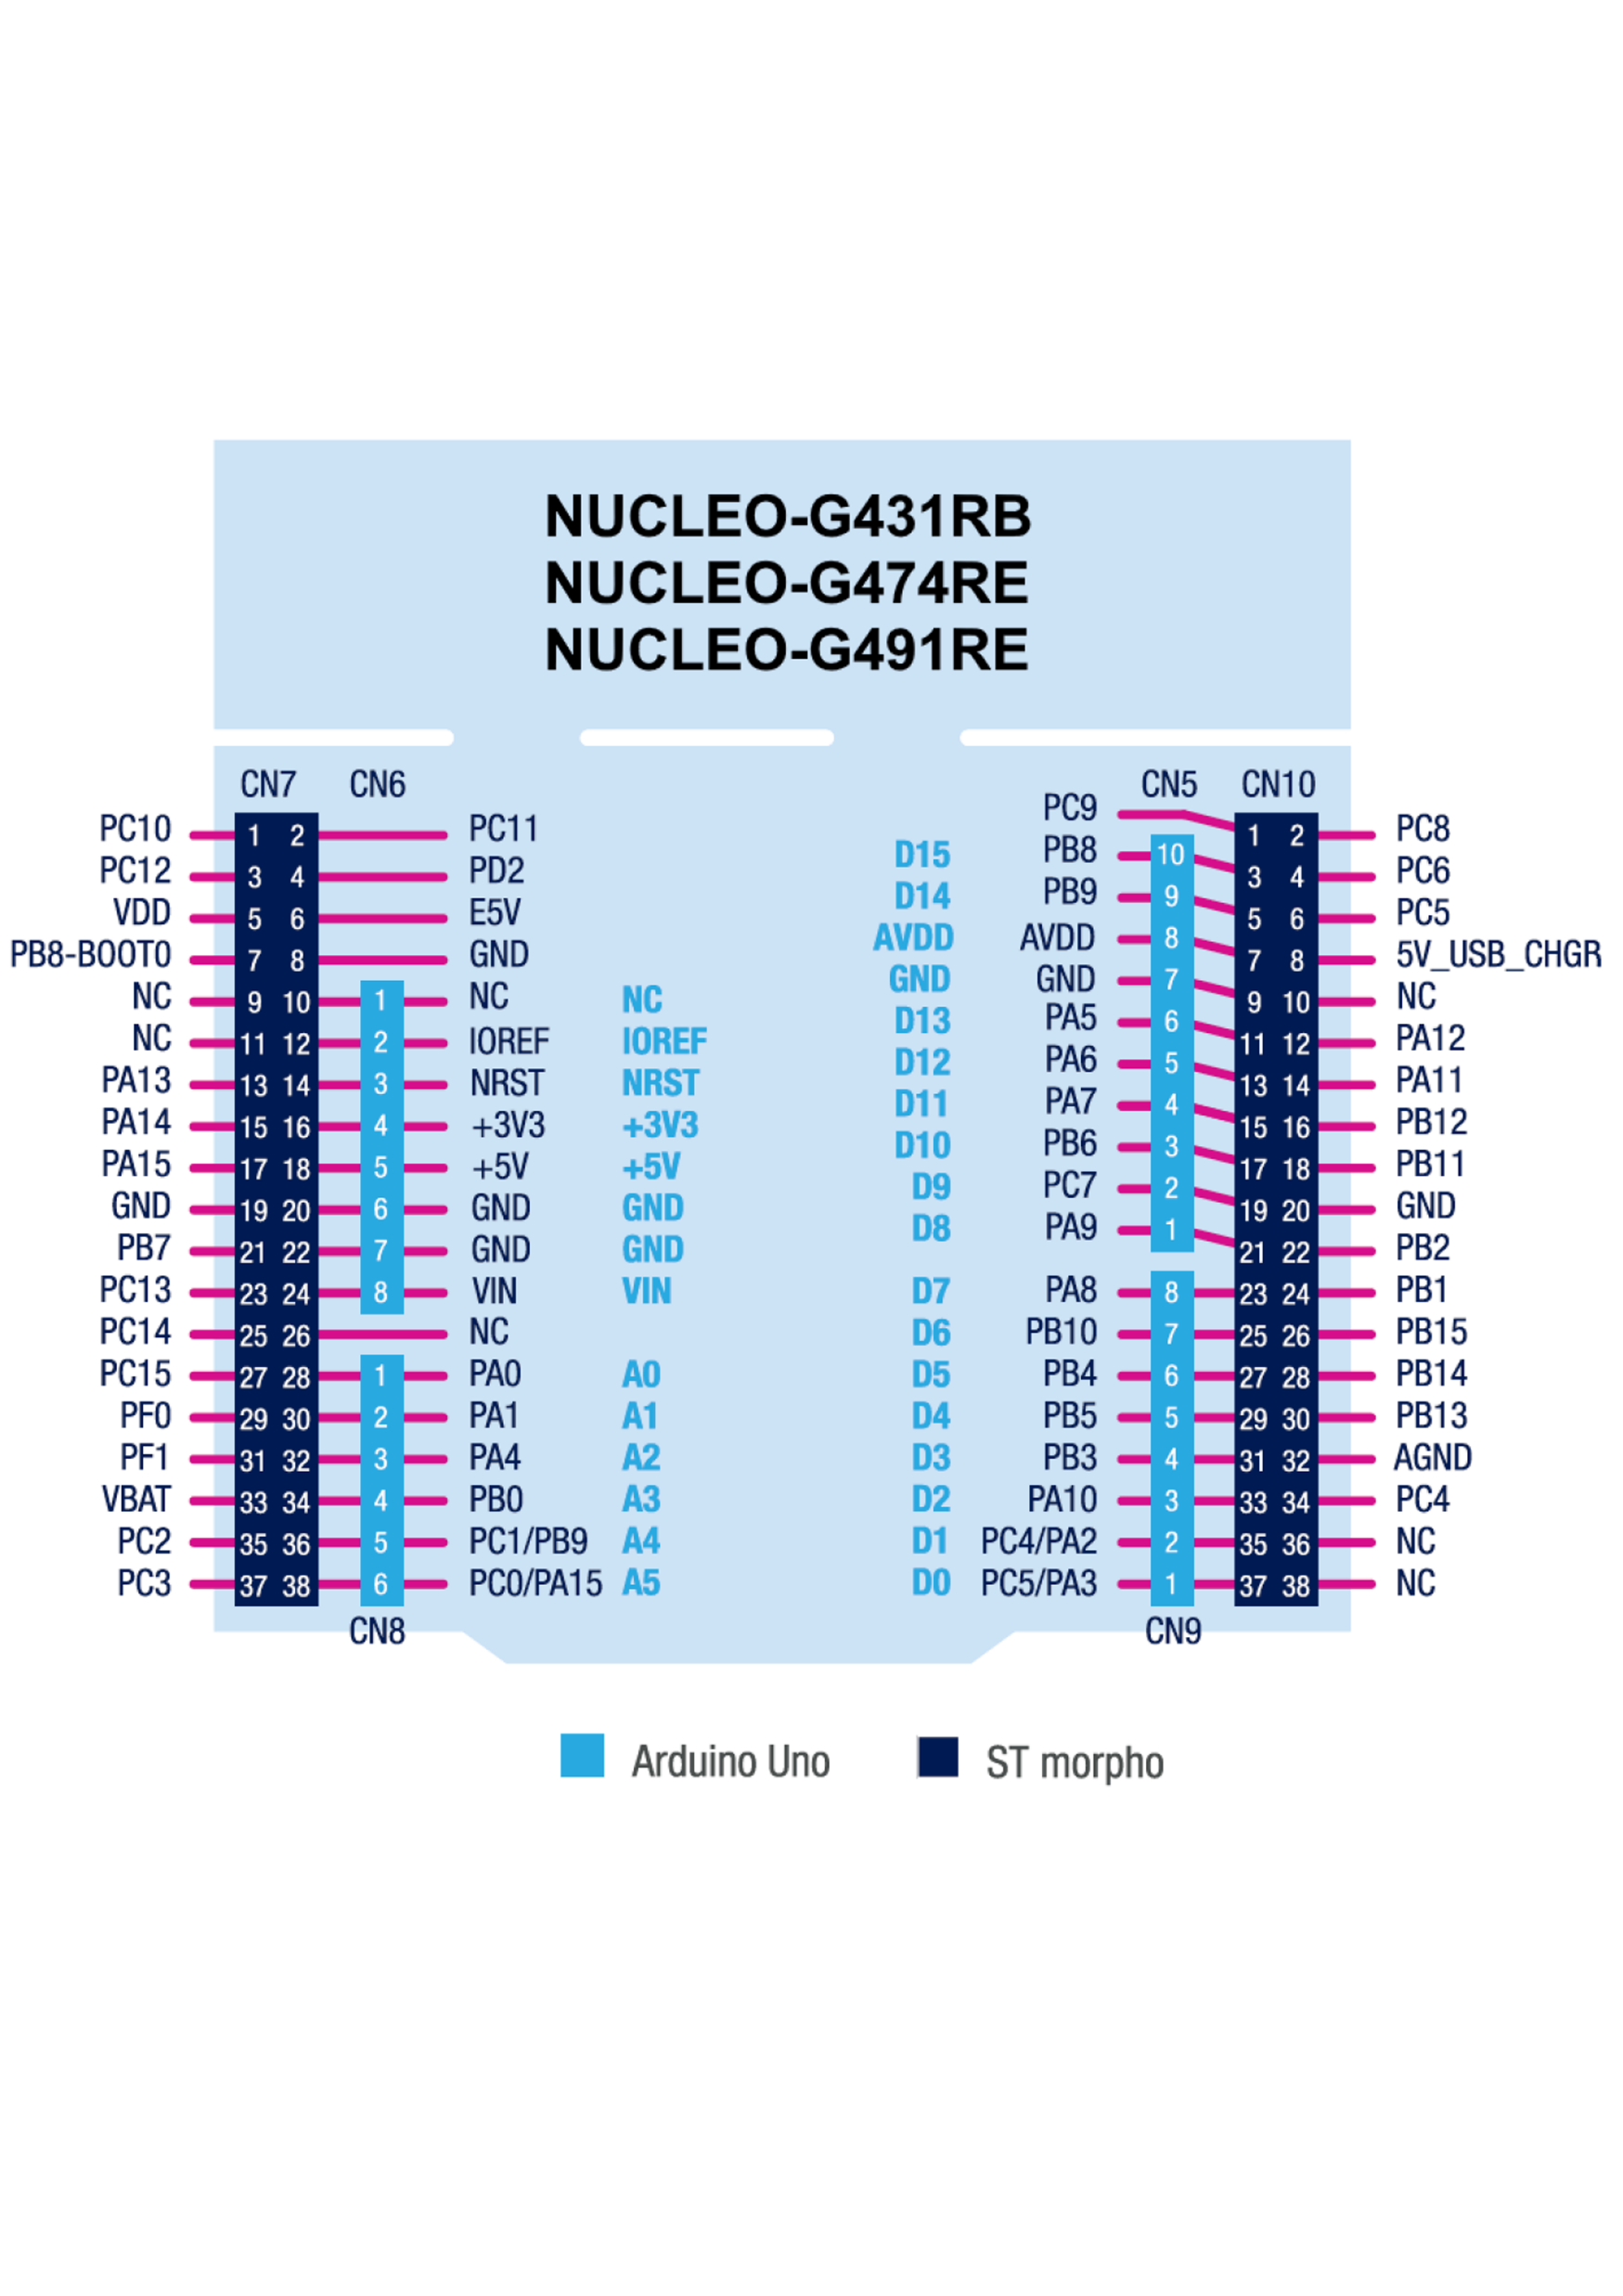 NUCLEO-G431RB
NUCLEO-G474RE
NUCLEO-G491RE
CN7 CN6 CN5 CN10
PC9
PC10 1 2 PC11 1 2 PC8
D15 PB8 10
PC12 3 4 PD2 3 4 PC6
D14 PB9 9
VDD 5 6 E5V 5 6 PC5
AVDD AVDD 8
PB8-BOOT0 7 8 GND 7 8 5V_USB_CHGR
GND GND 7
NC 9 10 1 NC NC 9 10 NC
D13 PA5 6
NC 11 12 2 IOREF IOREF 11 12 PA12
D12 PA6 5
PA13 13 14 3 NRST NRST 13 14 PA11
D11 PA7 4
PA14 15 16 4 +3V3 +3V3 15 16 PB12
D10 PB6 3
PA15 17 18 5 +5V +5V 17 18 PB11
D9 PC7 2
GND 19 20 6 GND GND 19 20 GND
D8 PA9 1
PB7 21 22 7 GND GND 21 22 PB2
PC13 23 24 8 VIN VIN D7 PA8 8 23 24 PB1
PC14 25 26 NC D6 PB10 7 25 26 PB15
PC15 27 28 1 PA0 A0 D5 PB4 6 27 28 PB14
PF0 29 30 2 PA1 A1 D4 PB5 5 29 30 PB13
PF1 31 32 3 PA4 A2 D3 PB3 4 31 32 AGND
VBAT 33 34 4 PB0 A3 D2 PA10 3 33 34 PC4
PC2 35 36 5 PC1/PB9 A4 D1 PC4/PA2 2 35 36 NC
PC3 37 38 6 PC0/PA15 A5 D0 PC5/PA3 1 37 38 NC
CN8 CN9
Arduino Uno ST morpho